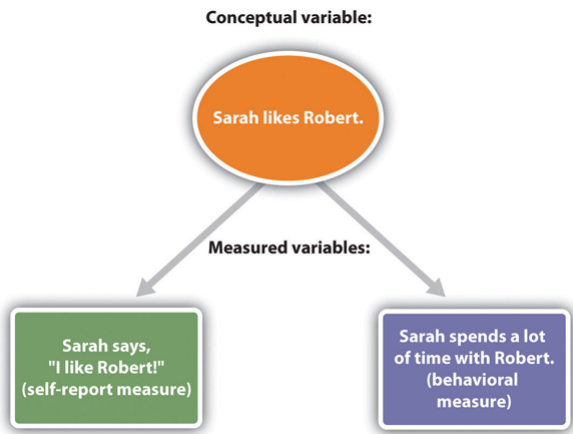 Conceptual variable:
Sarah likes Robert.
Measured variables:
Sarah says,
"I like Robert!"
(self-report measure)
Sarah spends a lot
of time with Robert.
(behavioral
measure)